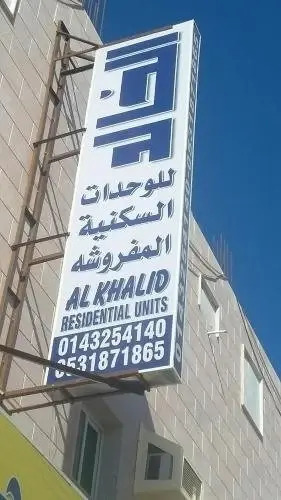 للوحدات
السكنية
المفروشه
AL KHALID
RESIDENTIAL UNITS
0143254140
0531871865